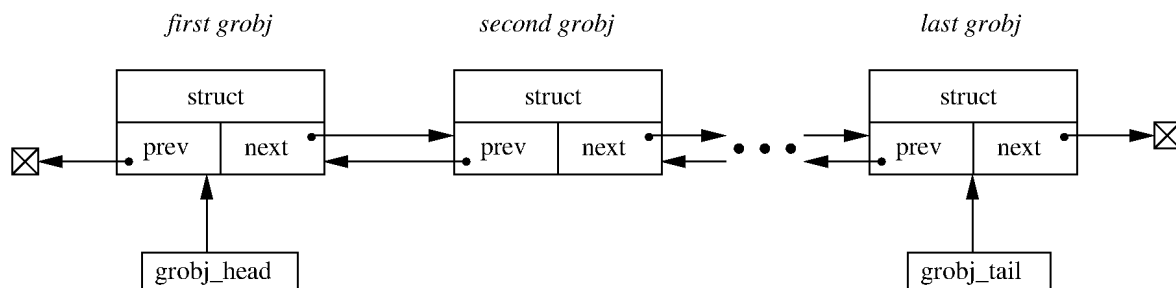 first grobj second grobj last grobj
struct struct struct
prev next prev next prev next
grobj_head grobj_tail